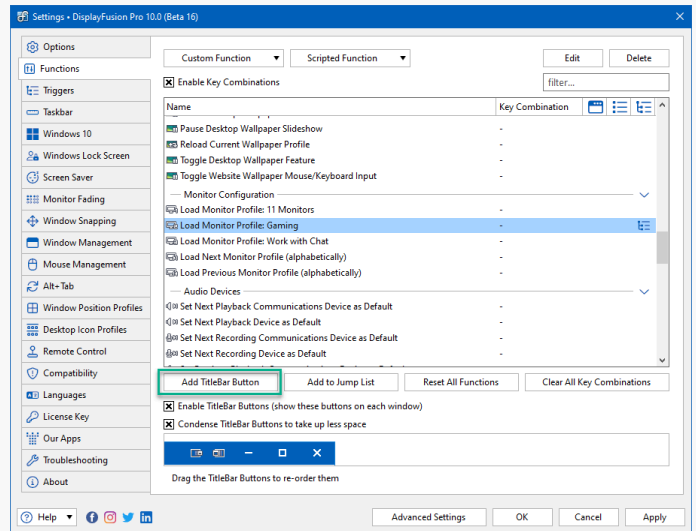 Settings • DisplayFusion Pro 10.0 (Beta 16)
Options
Functions
Triggers
Taskbar
Windows 10
Windows Lock Screen
Screen Saver
Monitor Fading
Window Snapping
Window Management
Mouse Management
Alt+Tab
Window Position Profiles
Desktop Icon Profiles
Remote Control
Compatibility
Languages
License Key
Our Apps
Troubleshooting
About
Custom Function Scripted Function Edit Delete
Enable Key Combinations filter...
Name Key Combination
Pause Desktop Wallpaper Slideshow -
Reload Current Wallpaper Profile -
Toggle Desktop Wallpaper Feature -
Toggle Website Wallpaper Mouse/Keyboard Input -
Monitor Configuration
Load Monitor Profile: 11 Monitors -
Load Monitor Profile: Gaming -
Load Monitor Profile: Work with Chat -
Load Next Monitor Profile (alphabetically) -
Load Previous Monitor Profile (alphabetically) -
Audio Devices
Set Next Playback Communications Device as Default -
Set Next Playback Device as Default -
Set Next Recording Communications Device as Default -
Set Next Recording Device as Default -
Add TitleBar Button Add to Jump List Reset All Functions Clear All Key Combinations
Enable TitleBar Buttons (show these buttons on each window)
Condense TitleBar Buttons to take up less space
Drag the TitleBar Buttons to re-order them
Help Advanced Settings OK Cancel Apply